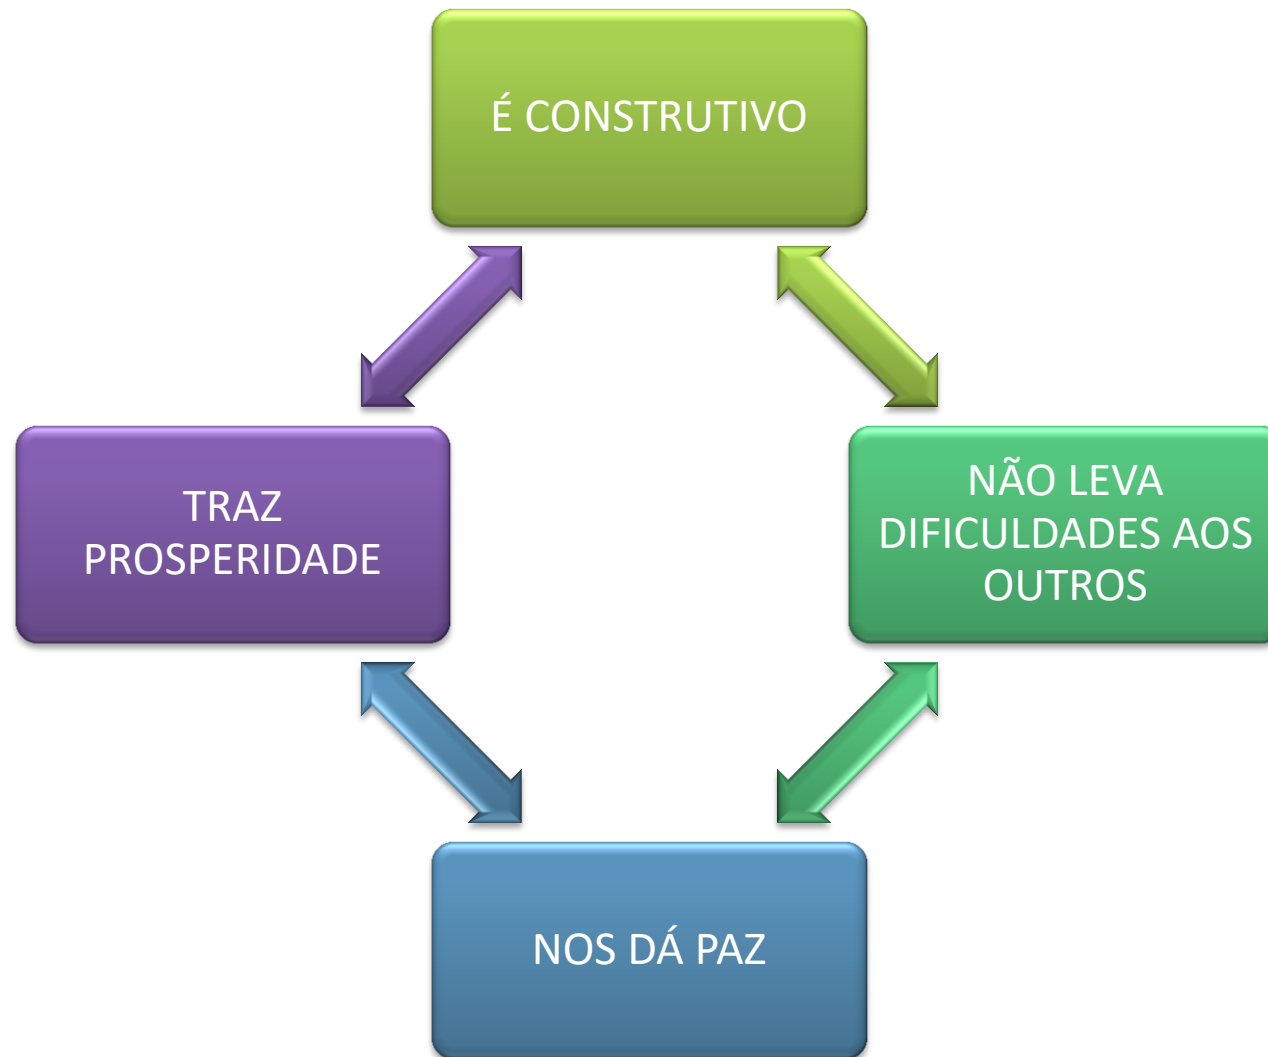 É CONSTRUTIVO
TRAZ
PROSPERIDADE
NÃO LEVA
DIFICULDADES AOS
OUTROS
NOS DÁ PAZ